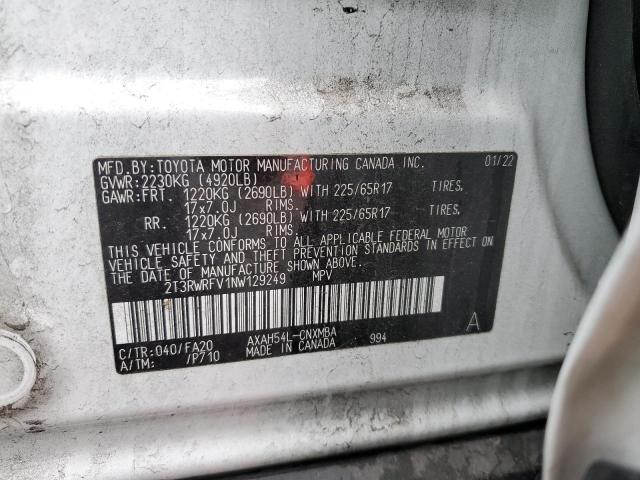 MFD.BY:TOYOTA MOTOR MANUFACTURING CANADA INC. 01/22
GVWR:2230KG (4920LB)
GAWR:FRT. 1220KG (2690LB) WITH 225/65R17 TIRES.
17x7.0J RIMS.
RR. 1220KG (2690LB) WITH 225/65R17 TIRES.
17x7.0J RIMS.
THIS VEHICLE CONFORMS TO ALL APPLICABLE FEDERAL MOTOR
VEHICLE SAFETY AND THEFT PREVENTION STANDARDS IN EFFECT ON
THE DATE OF MANUFACTURE SHOWN ABOVE.
2T3RWRFV1NW129249 MPV
A
C/TR:040/FA20 AXAH54L-CNXMBA 994
A/TM: /P710 MADE IN CANADA